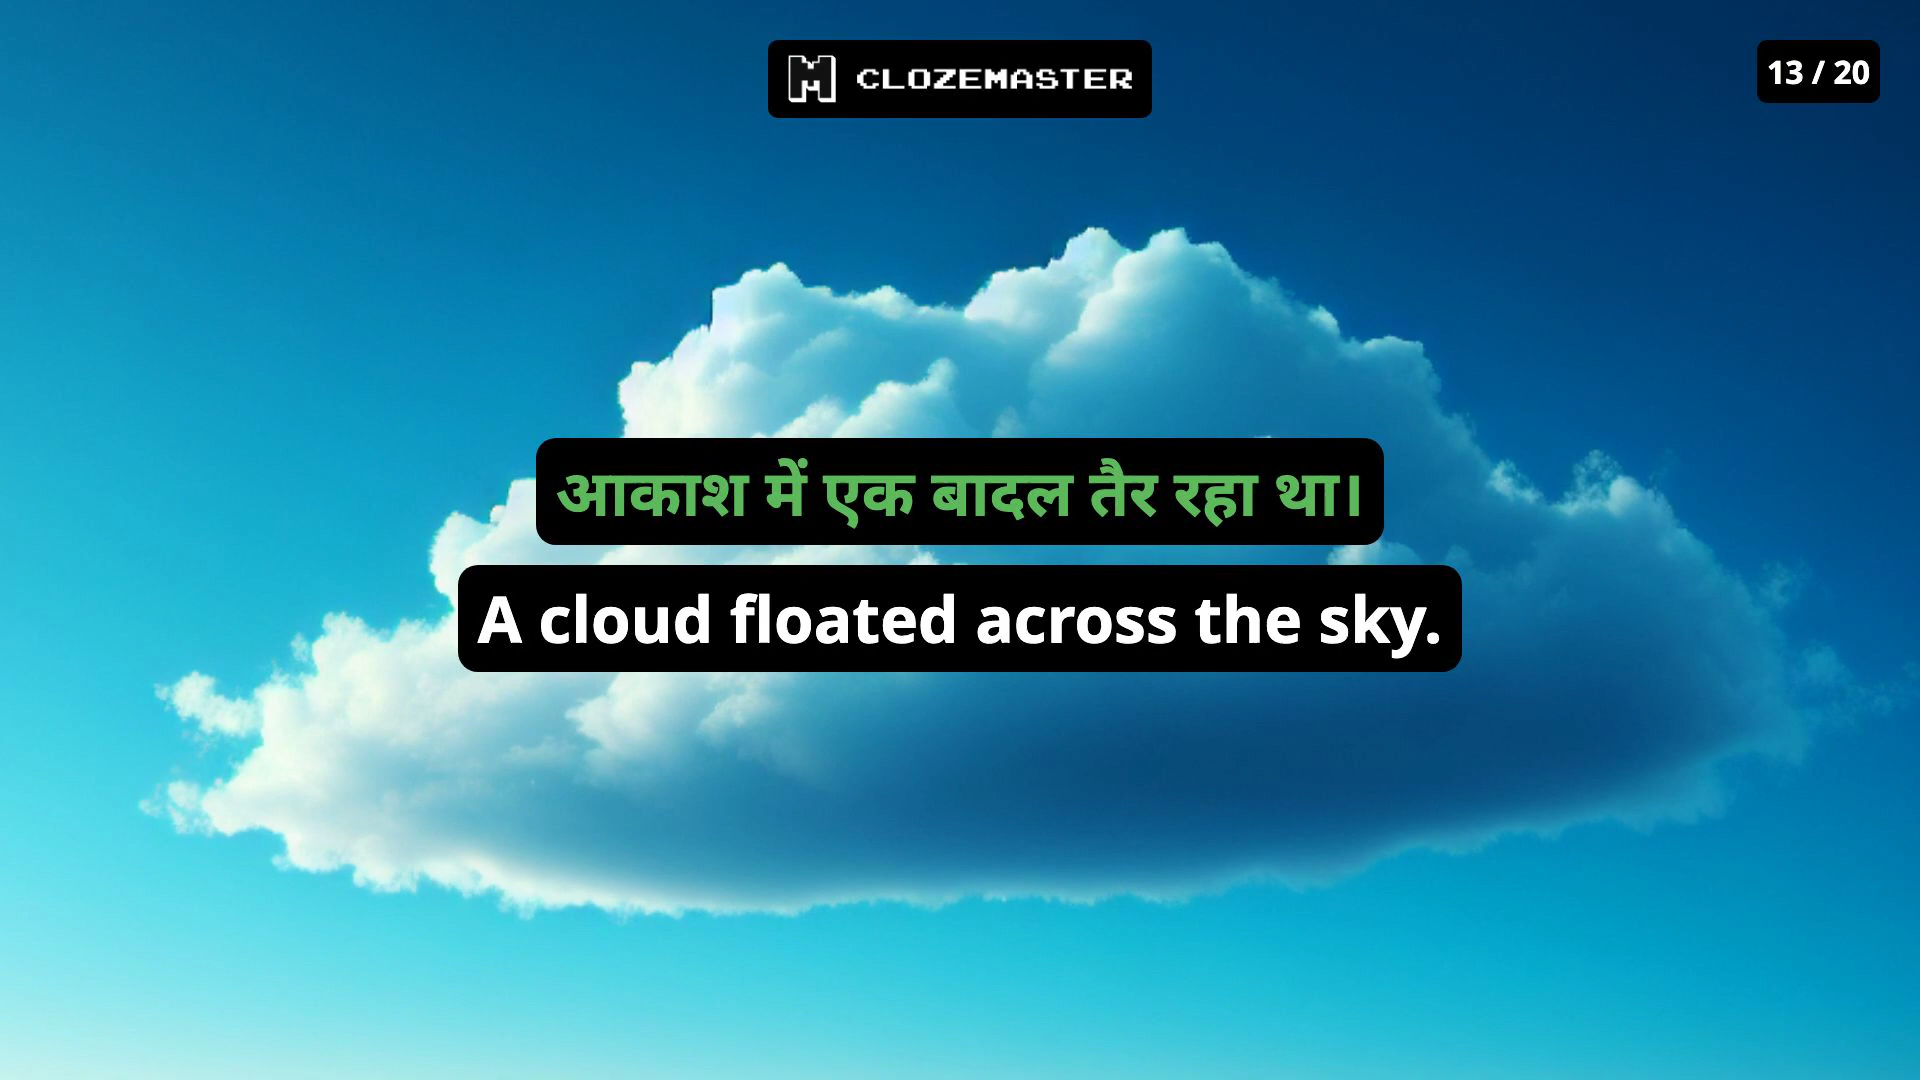 CLOZEMASTER
13 / 20
आकाश में एक बादल तैर रहा था।
A cloud floated across the sky.